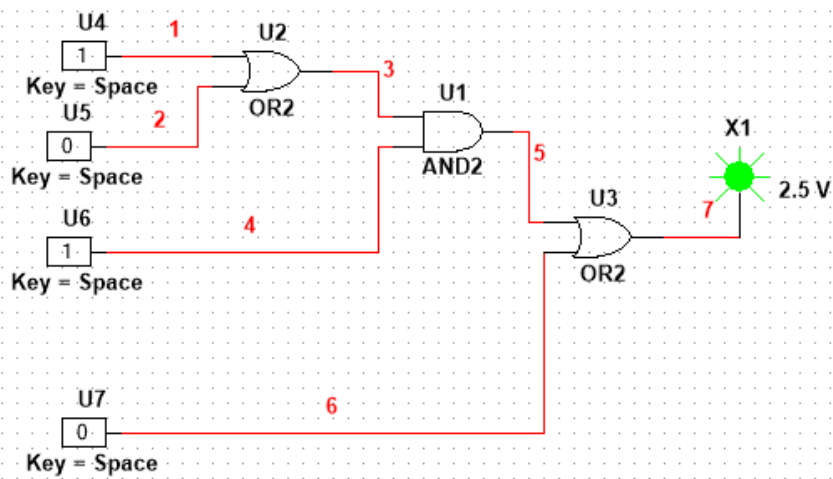 U4
1
1
Key = Space
U2
OR2
3
U5
0
2
Key = Space
U1
AND2
5
U6
1
4
Key = Space
X1
2.5 V
7
U3
OR2
U7
0
6
Key = Space